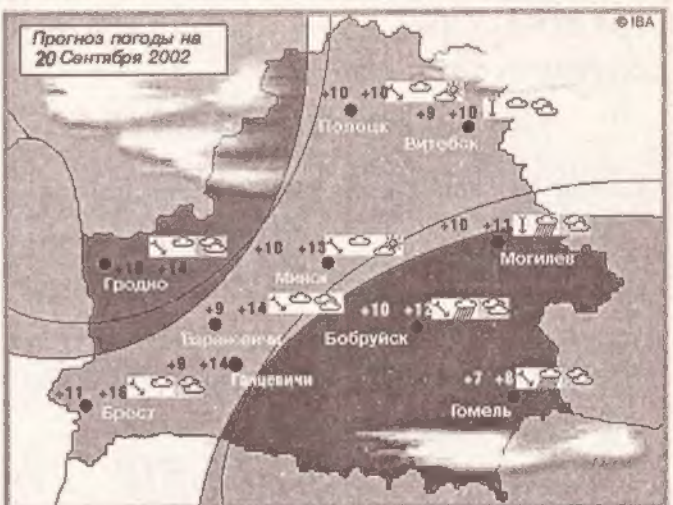 Прогноз погоды на
20 Сентября 2002
© IBA
+10 +10
Полоцк
+9 +10
Витебск
+10 +11
Могилев
+14
Гродно
+10 +13
Минск
+9 +14
Барановичи
+10 +12
Бобруйск
+9 +14
Ганцевичи
+11 +16
Брест
+7 +8
Гомель